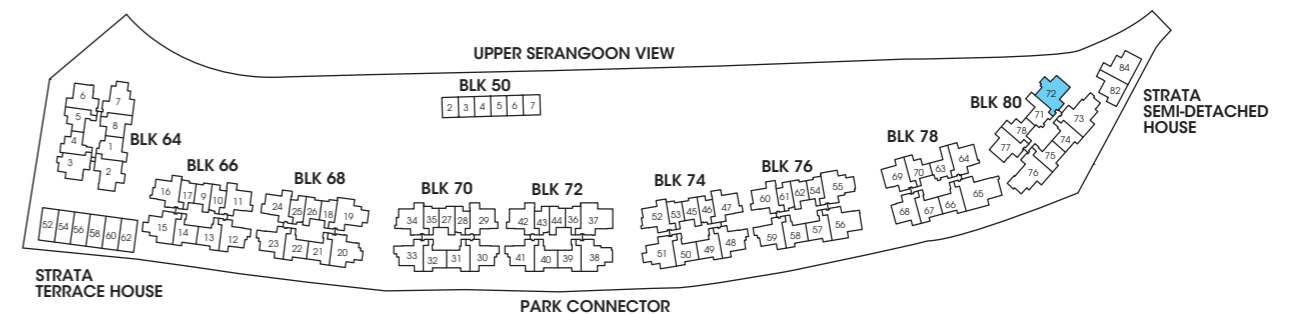 UPPER SERANGOON VIEW
BLK 50
2 3 4 5 6 7
BLK 64
6 7
5 8
4 1
3 2
BLK 66
16 17 9 10 11
15 14 13 12
BLK 68
24 25 26 18 19
23 22 21 20
BLK 70
34 35 27 28 29
33 32 31 30
BLK 72
42 43 44 36 37
41 40 39 38
BLK 74
52 53 45 46 47
51 50 49 48
BLK 76
60 61 62 54 55
59 58 57 56
BLK 78
69 70 63 64
68 67 66 65
BLK 80
72
71 73
78 74
77 75
76
84
82
STRATA
SEMI-DETACHED
HOUSE
52 54 56 58 60 62
STRATA
TERRACE HOUSE
PARK CONNECTOR